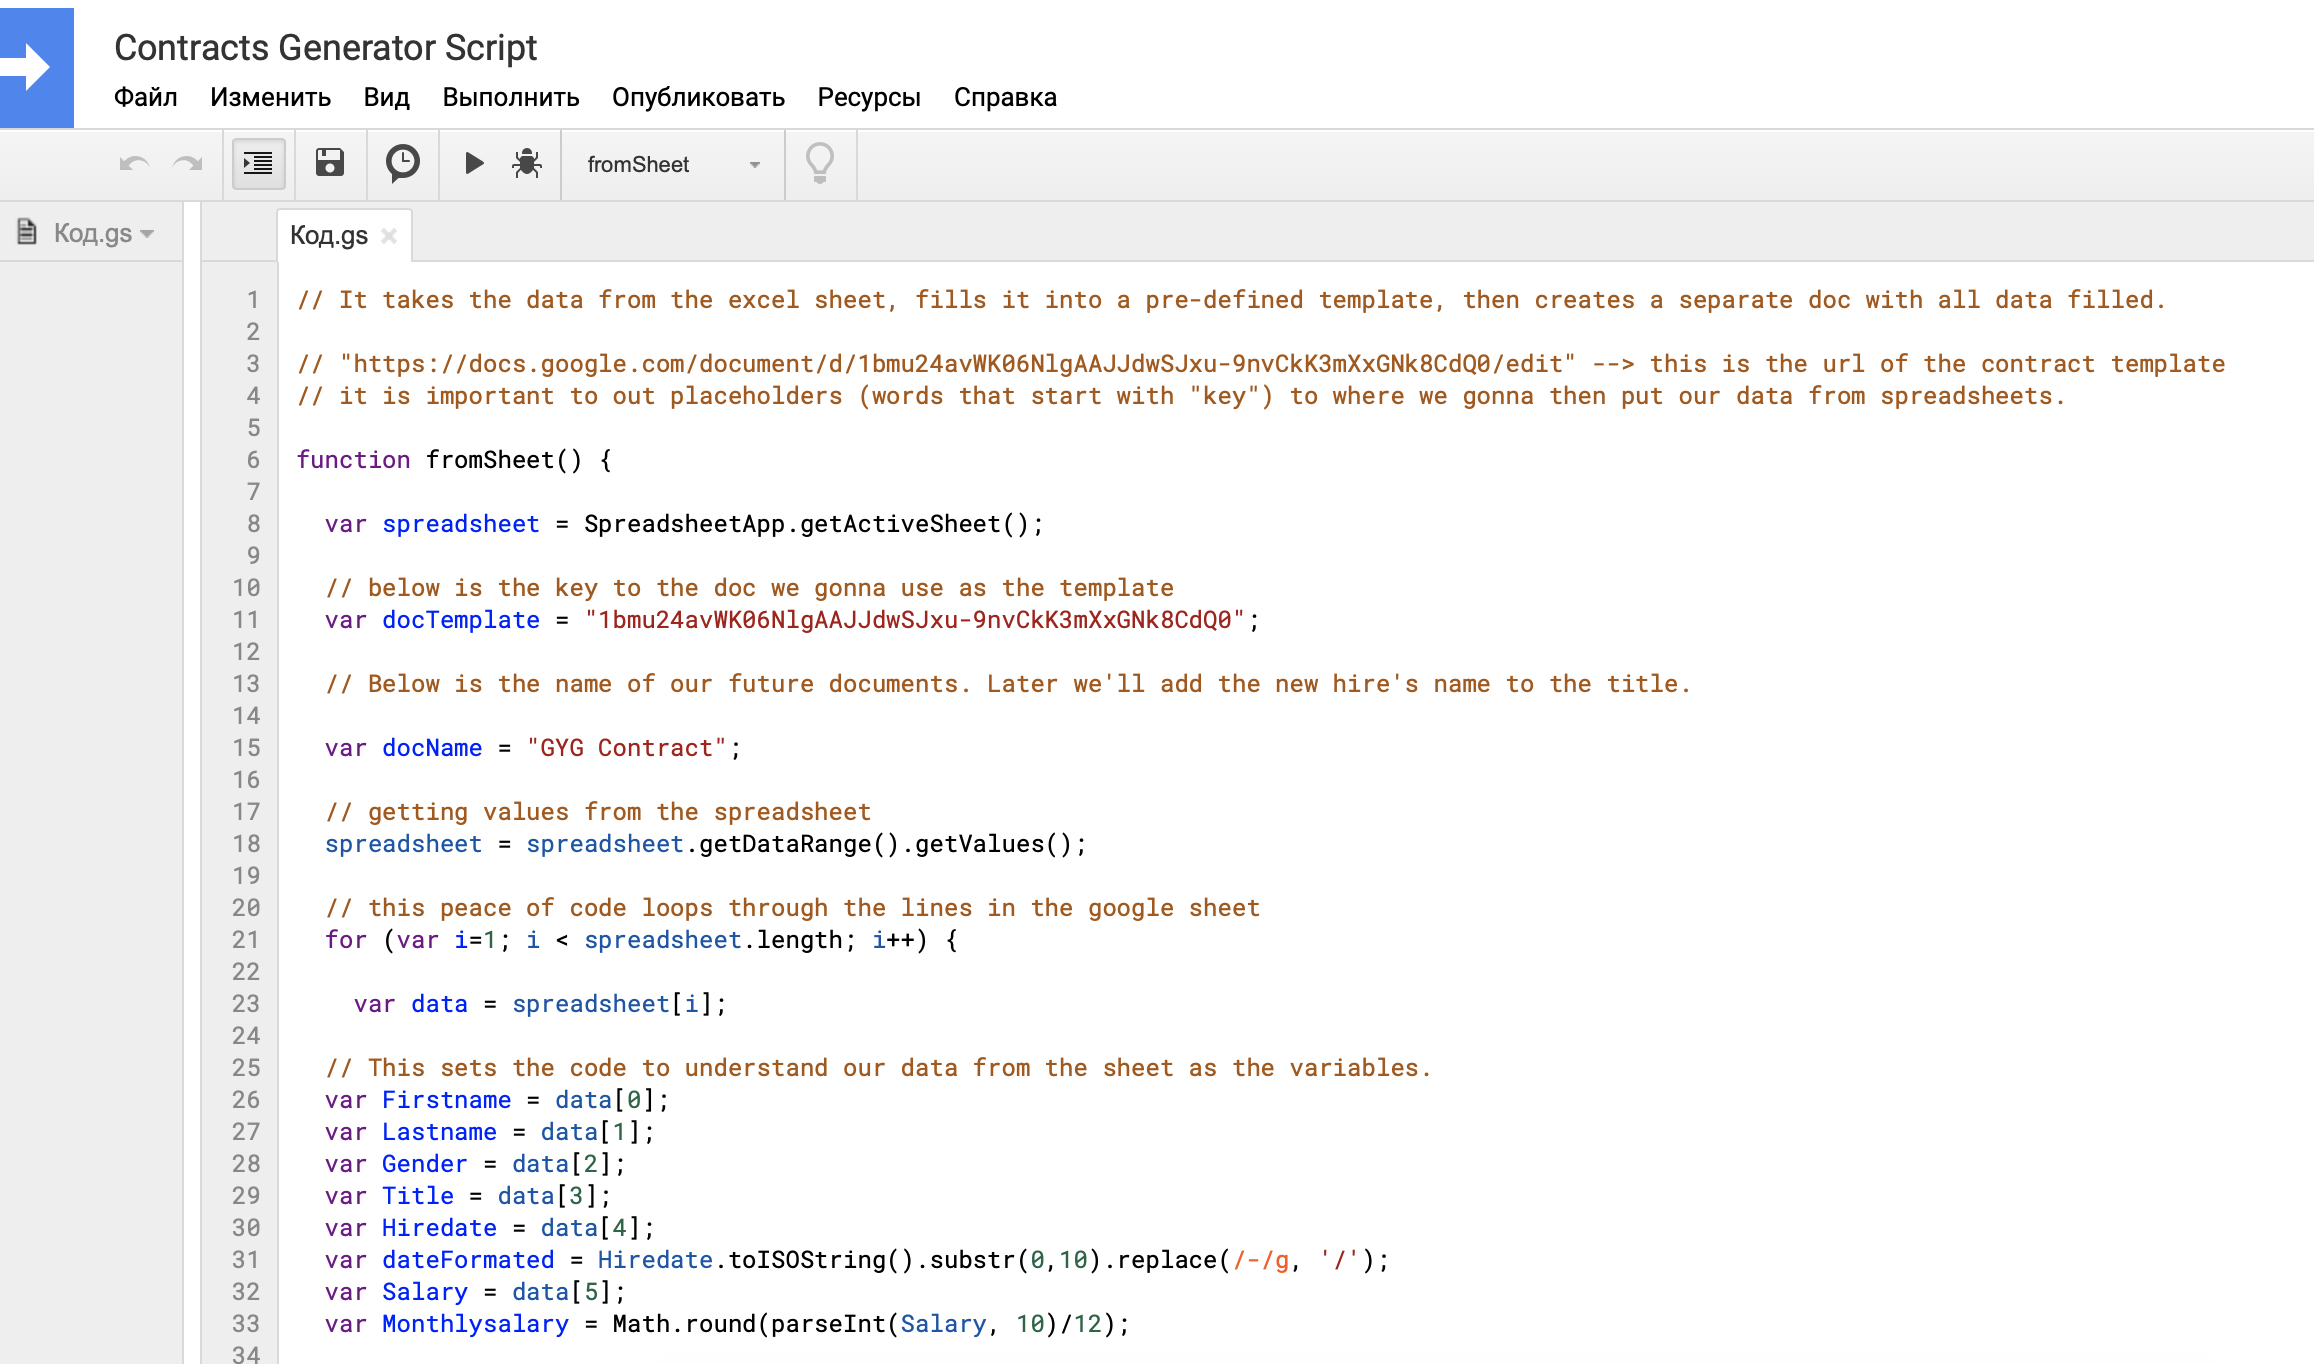 Contracts Generator Script
Файл Изменить Вид Выполнить Опубликовать Ресурсы Справка
fromSheet
Код.gs
Код.gs
1 // It takes the data from the excel sheet, fills it into a pre-defined template, then creates a separate doc with all data filled.
2
3 // "https://docs.google.com/document/d/1bmu24avWK06NlgAAJJdwSJxu-9nvCkK3mXxGNk8CdQ0/edit" --> this is the url of the contract template
4 // it is important to out placeholders (words that start with "key") to where we gonna then put our data from spreadsheets.
5
6 function fromSheet() {
7
8 var spreadsheet = SpreadsheetApp.getActiveSheet();
9
10 // below is the key to the doc we gonna use as the template
11 var docTemplate = "1bmu24avWK06NlgAAJJdwSJxu-9nvCkK3mXxGNk8CdQ0";
12
13 // Below is the name of our future documents. Later we'll add the new hire's name to the title.
14
15 var docName = "GYG Contract";
16
17 // getting values from the spreadsheet
18 spreadsheet = spreadsheet.getDataRange().getValues();
19
20 // this peace of code loops through the lines in the google sheet
21 for (var i=1; i < spreadsheet.length; i++) {
22
23 var data = spreadsheet[i];
24
25 // This sets the code to understand our data from the sheet as the variables.
26 var Firstname = data[0];
27 var Lastname = data[1];
28 var Gender = data[2];
29 var Title = data[3];
30 var Hiredate = data[4];
31 var dateFormated = Hiredate.toISOString().substr(0,10).replace(/-/g, '/');
32 var Salary = data[5];
33 var Monthlysalary = Math.round(parseInt(Salary, 10)/12);
34